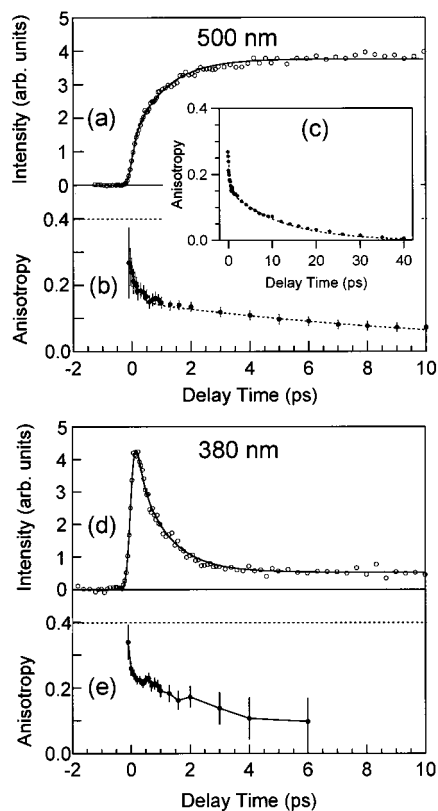 500 nm
Intensity (arb. units)
5
4
3
2
1
0
(a)
(c)
Anisotropy
0.4
0.2
0.0
0 10 20 30 40
Delay Time (ps)
Anisotropy
0.4
0.2
0.0
(b)
-2 0 2 4 6 8 10
Delay Time (ps)
380 nm
Intensity (arb. units)
5
4
3
2
1
0
(d)
Anisotropy
0.4
0.2
0.0
(e)
-2 0 2 4 6 8 10
Delay Time (ps)